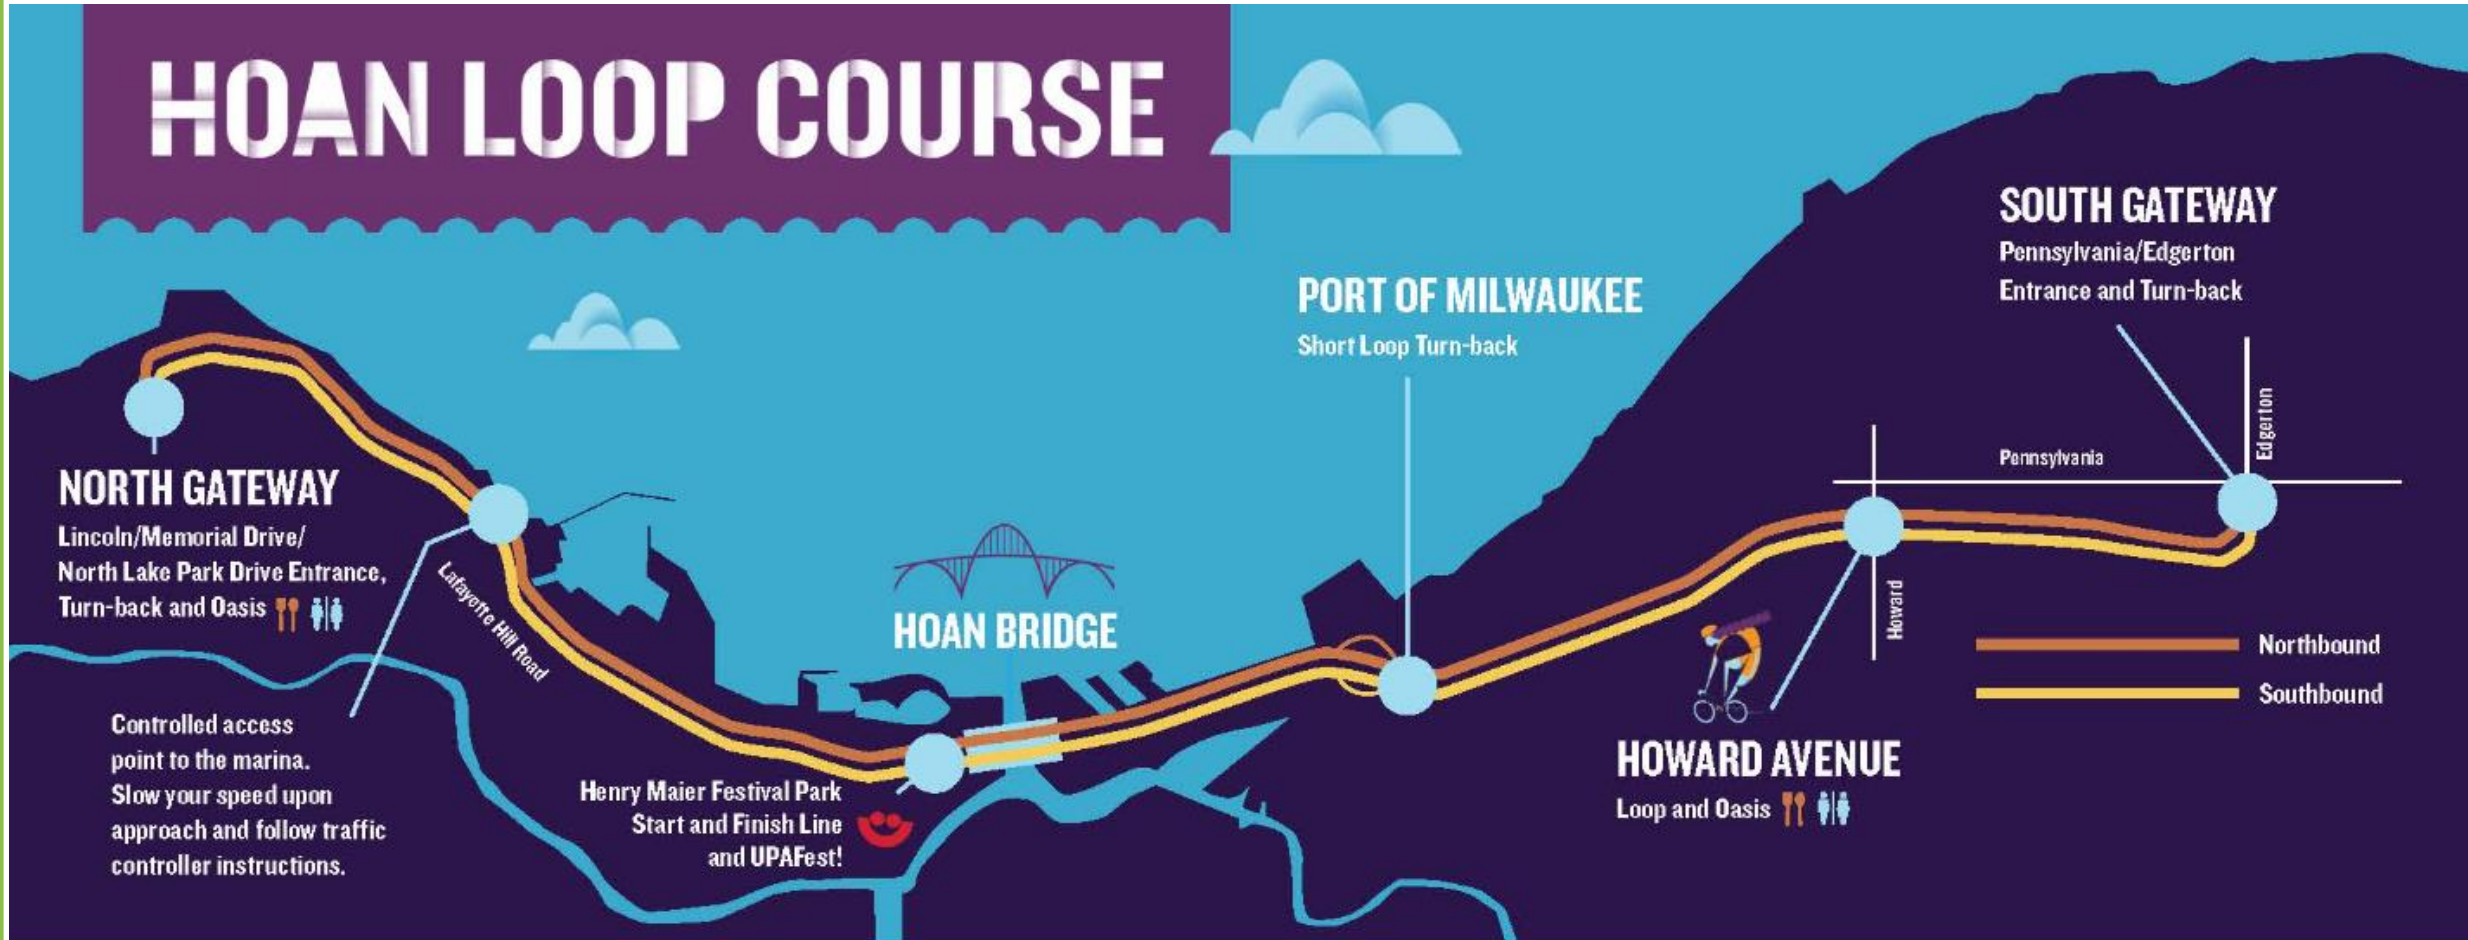 HOAN LOOP COURSE
NORTH GATEWAY
Lincoln/Memorial Drive/
North Lake Park Drive Entrance,
Turn-back and Oasis
Lafayette Hill Road
Controlled access
point to the marina.
Slow your speed upon
approach and follow traffic
controller instructions.
HOAN BRIDGE
Henry Maier Festival Park
Start and Finish Line
and UPAFest!
PORT OF MILWAUKEE
Short Loop Turn-back
SOUTH GATEWAY
Pennsylvania/Edgerton
Entrance and Turn-back
Edgerton
Pennsylvania
Howard
HOWARD AVENUE
Loop and Oasis
Northbound
Southbound